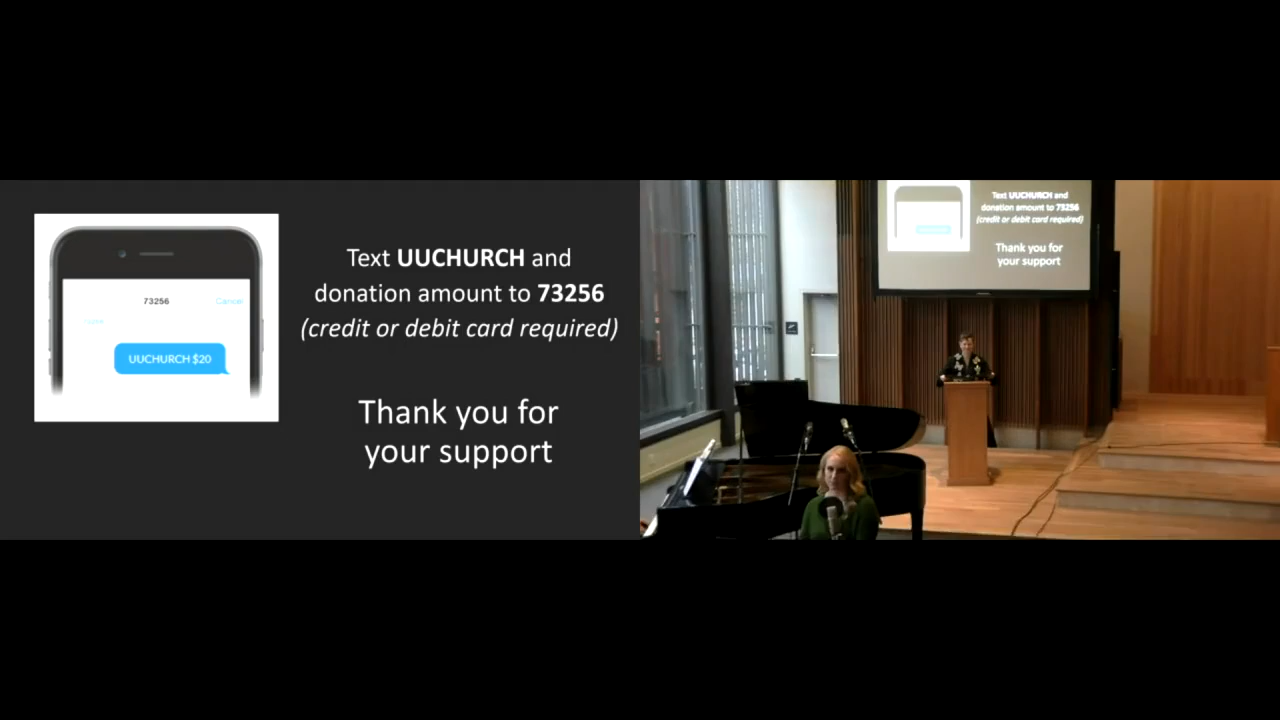 73256
Cancel
UUCHURCH $20
Text UUCHURCH and
donation amount to 73256
(credit or debit card required)
Thank you for
your support
Text UUCHURCH and
donation amount to 73256
(credit or debit card required)
Thank you for
your support